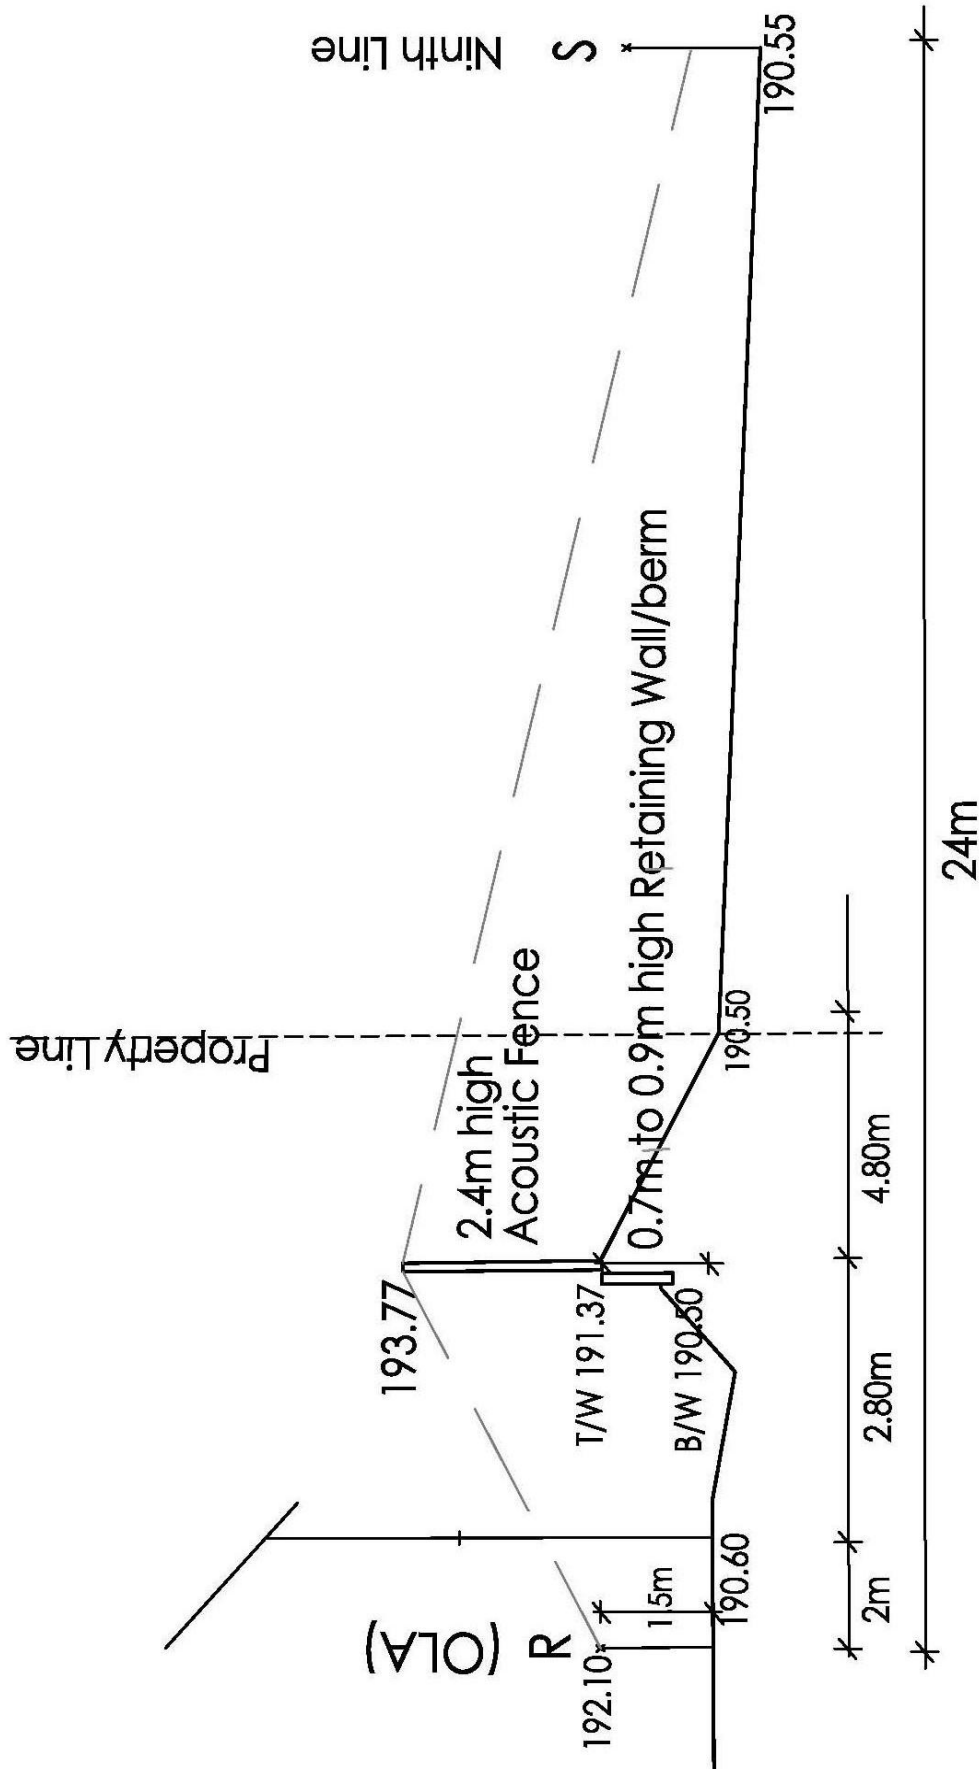 Ninth Line
S
190.55
Property Line
2.4m high
Acoustic Fence
0.7m to 0.9m high Retaining Wall/berm
193.77
T/W 191.37
B/W 190.50
190.50
(OLA)
R
192.10
1.5m
190.60
2m
2.80m
4.80m
24m